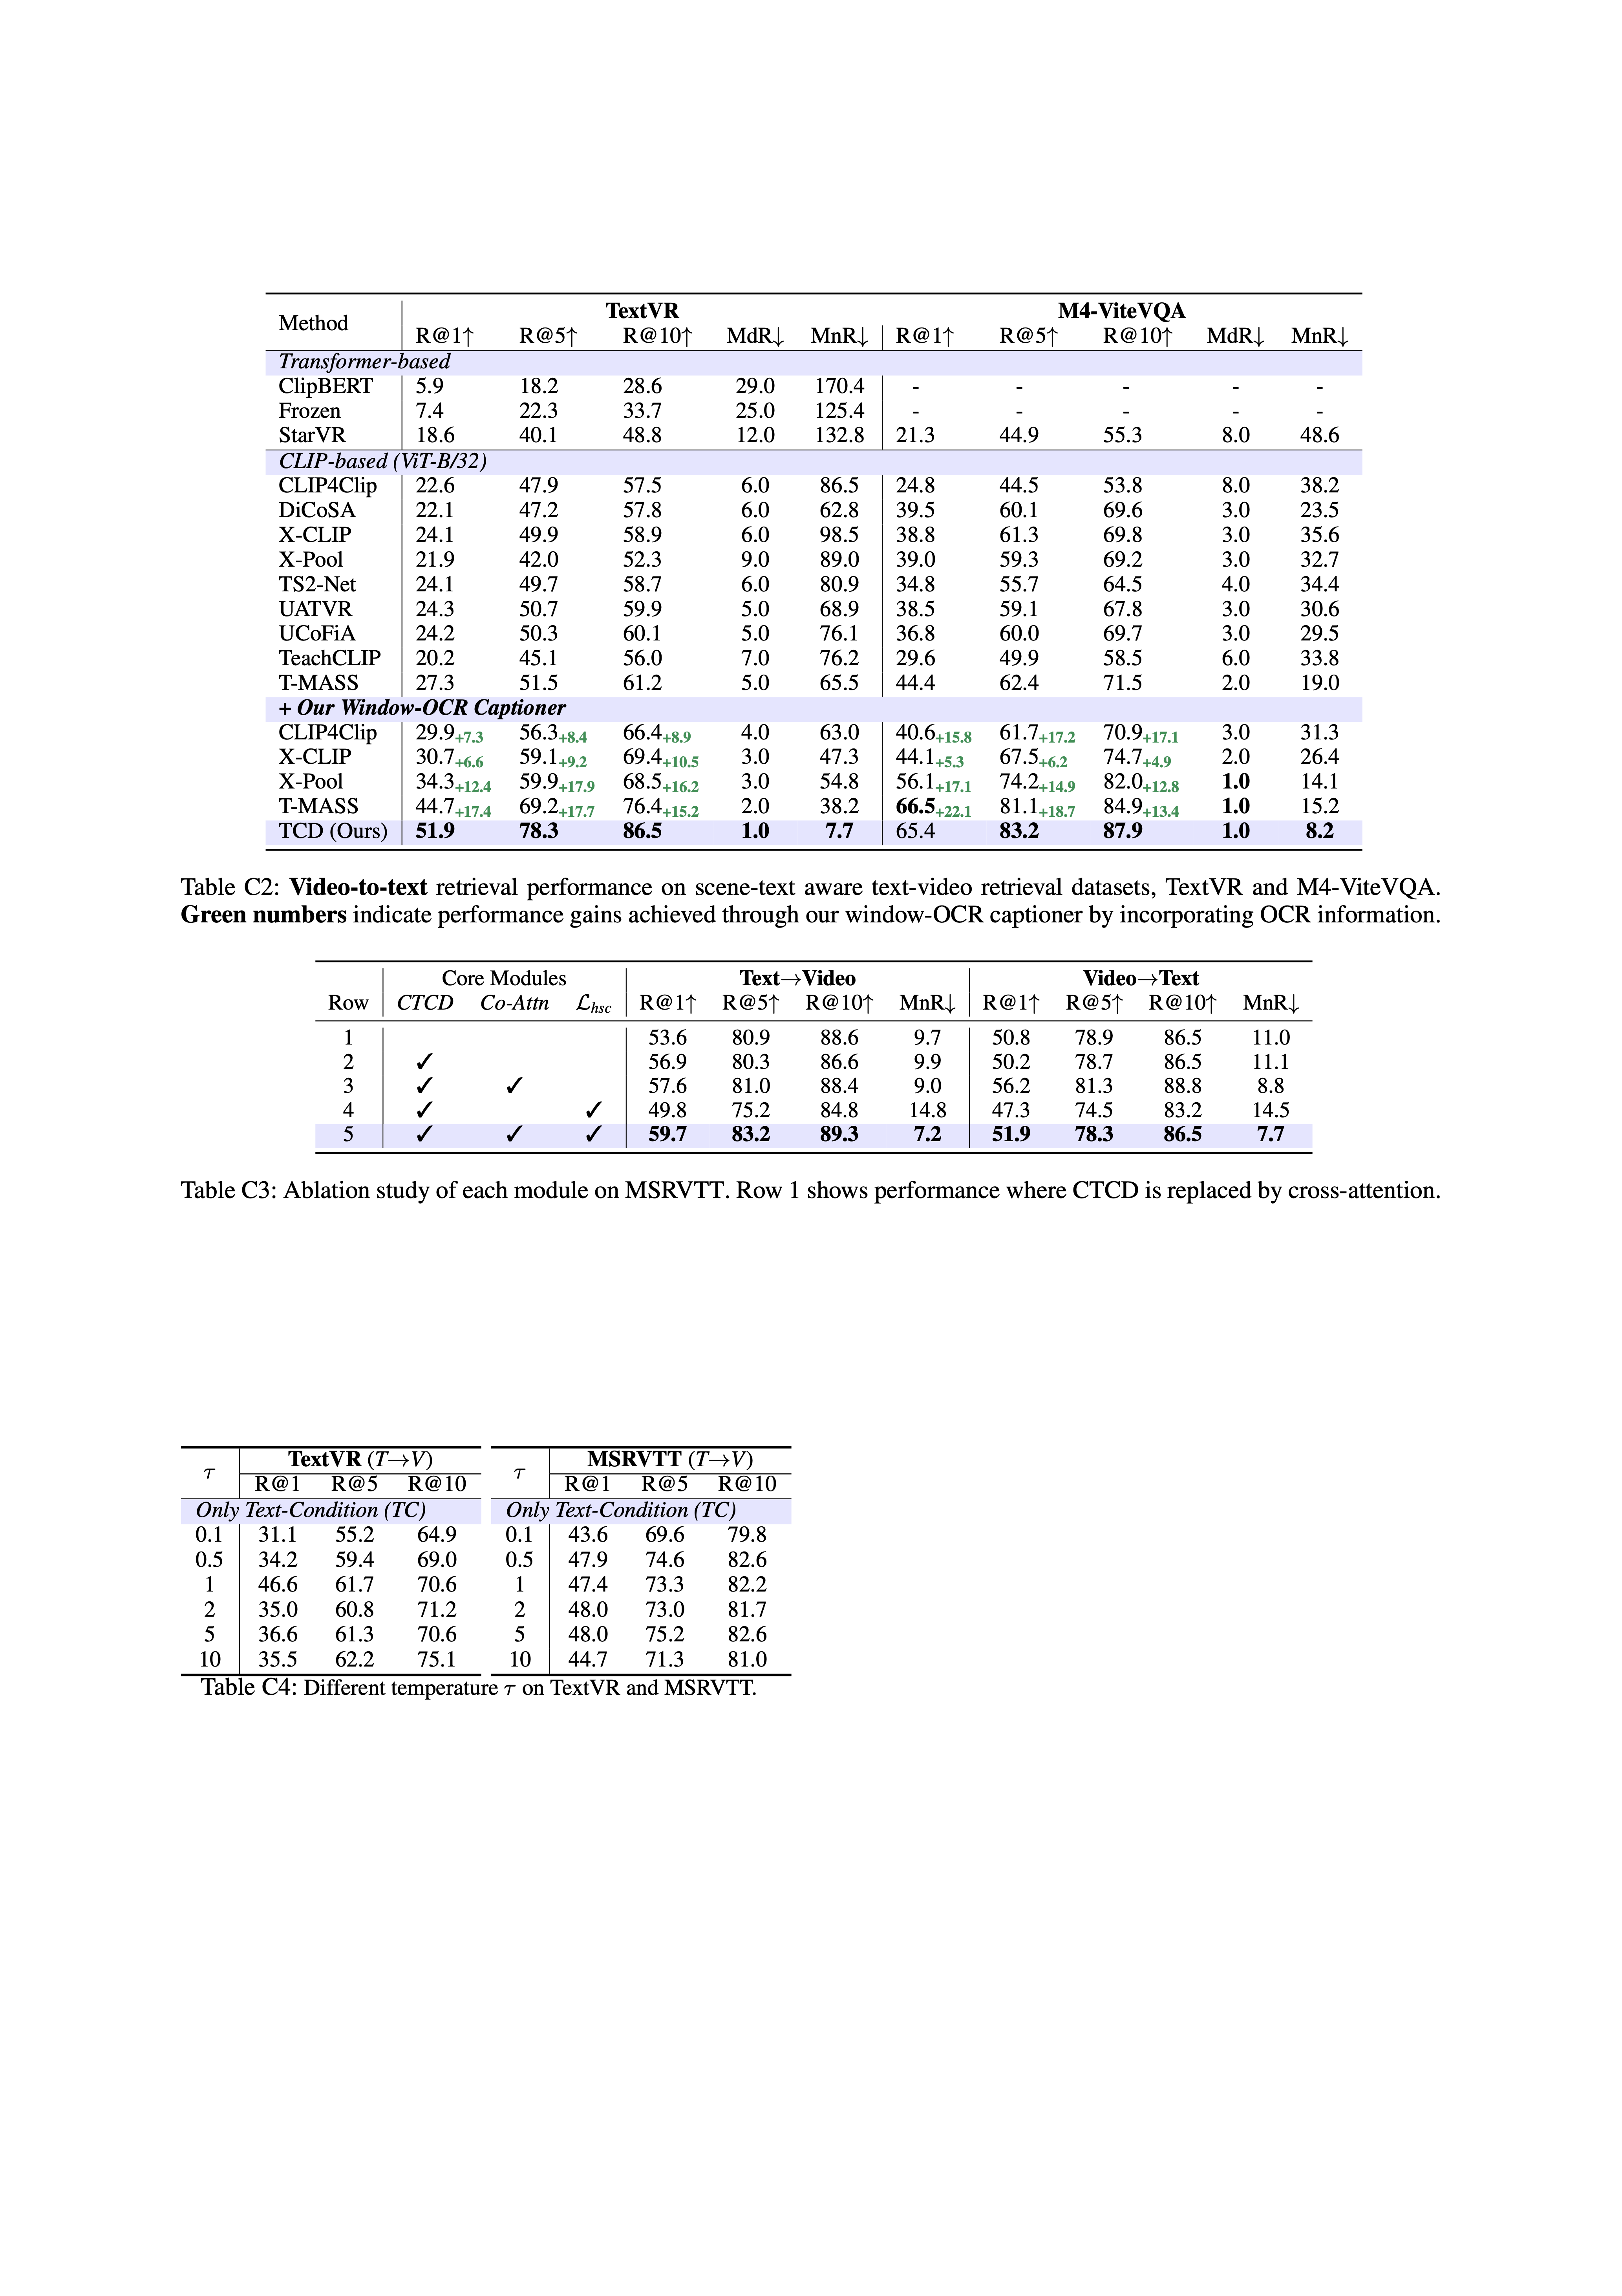 Method TextVR M4-ViteVQA
R@1↑ R@5↑ R@10↑ MdR↓ MnR↓ R@1↑ R@5↑ R@10↑ MdR↓ MnR↓
Transformer-based
ClipBERT 5.9 18.2 28.6 29.0 170.4 - - - - -
Frozen 7.4 22.3 33.7 25.0 125.4 - - - - -
StarVR 18.6 40.1 48.8 12.0 132.8 21.3 44.9 55.3 8.0 48.6
CLIP-based (ViT-B/32)
CLIP4Clip 22.6 47.9 57.5 6.0 86.5 24.8 44.5 53.8 8.0 38.2
DiCoSA 22.1 47.2 57.8 6.0 62.8 39.5 60.1 69.6 3.0 23.5
X-CLIP 24.1 49.9 58.9 6.0 98.5 38.8 61.3 69.8 3.0 35.6
X-Pool 21.9 42.0 52.3 9.0 89.0 39.0 59.3 69.2 3.0 32.7
TS2-Net 24.1 49.7 58.7 6.0 80.9 34.8 55.7 64.5 4.0 34.4
UATVR 24.3 50.7 59.9 5.0 68.9 38.5 59.1 67.8 3.0 30.6
UCoFiA 24.2 50.3 60.1 5.0 76.1 36.8 60.0 69.7 3.0 29.5
TeachCLIP 20.2 45.1 56.0 7.0 76.2 29.6 49.9 58.5 6.0 33.8
T-MASS 27.3 51.5 61.2 5.0 65.5 44.4 62.4 71.5 2.0 19.0
+ Our Window-OCR Captioner
CLIP4Clip 29.9+7.3 56.3+8.4 66.4+8.9 4.0 63.0 40.6+15.8 61.7+17.2 70.9+17.1 3.0 31.3
X-CLIP 30.7+6.6 59.1+9.2 69.4+10.5 3.0 47.3 44.1+5.3 67.5+6.2 74.7+4.9 2.0 26.4
X-Pool 34.3+12.4 59.9+17.9 68.5+16.2 3.0 54.8 56.1+17.1 74.2+14.9 82.0+12.8 1.0 14.1
T-MASS 44.7+17.4 69.2+17.7 76.4+15.2 2.0 38.2 66.5+22.1 81.1+18.7 84.9+13.4 1.0 15.2
TCD (Ours) 51.9 78.3 86.5 1.0 7.7 65.4 83.2 87.9 1.0 8.2
Table C2: Video-to-text retrieval performance on scene-text aware text-video retrieval datasets, TextVR and M4-ViteVQA.
Green numbers indicate performance gains achieved through our window-OCR captioner by incorporating OCR information.
Row Core Modules Text→Video Video→Text
CTCD Co-Attn ℒhsc R@1↑ R@5↑ R@10↑ MnR↓ R@1↑ R@5↑ R@10↑ MnR↓
1 53.6 80.9 88.6 9.7 50.8 78.9 86.5 11.0
2 ✓ 56.9 80.3 86.6 9.9 50.2 78.7 86.5 11.1
3 ✓ ✓ 57.6 81.0 88.4 9.0 56.2 81.3 88.8 8.8
4 ✓ ✓ 49.8 75.2 84.8 14.8 47.3 74.5 83.2 14.5
5 ✓ ✓ ✓ 59.7 83.2 89.3 7.2 51.9 78.3 86.5 7.7
Table C3: Ablation study of each module on MSRVTT. Row 1 shows performance where CTCD is replaced by cross-attention.
τ TextVR (T→V) τ MSRVTT (T→V)
R@1 R@5 R@10 R@1 R@5 R@10
Only Text-Condition (TC) Only Text-Condition (TC)
0.1 31.1 55.2 64.9 0.1 43.6 69.6 79.8
0.5 34.2 59.4 69.0 0.5 47.9 74.6 82.6
1 46.6 61.7 70.6 1 47.4 73.3 82.2
2 35.0 60.8 71.2 2 48.0 73.0 81.7
5 36.6 61.3 70.6 5 48.0 75.2 82.6
10 35.5 62.2 75.1 10 44.7 71.3 81.0
Table C4: Different temperature τ on TextVR and MSRVTT.